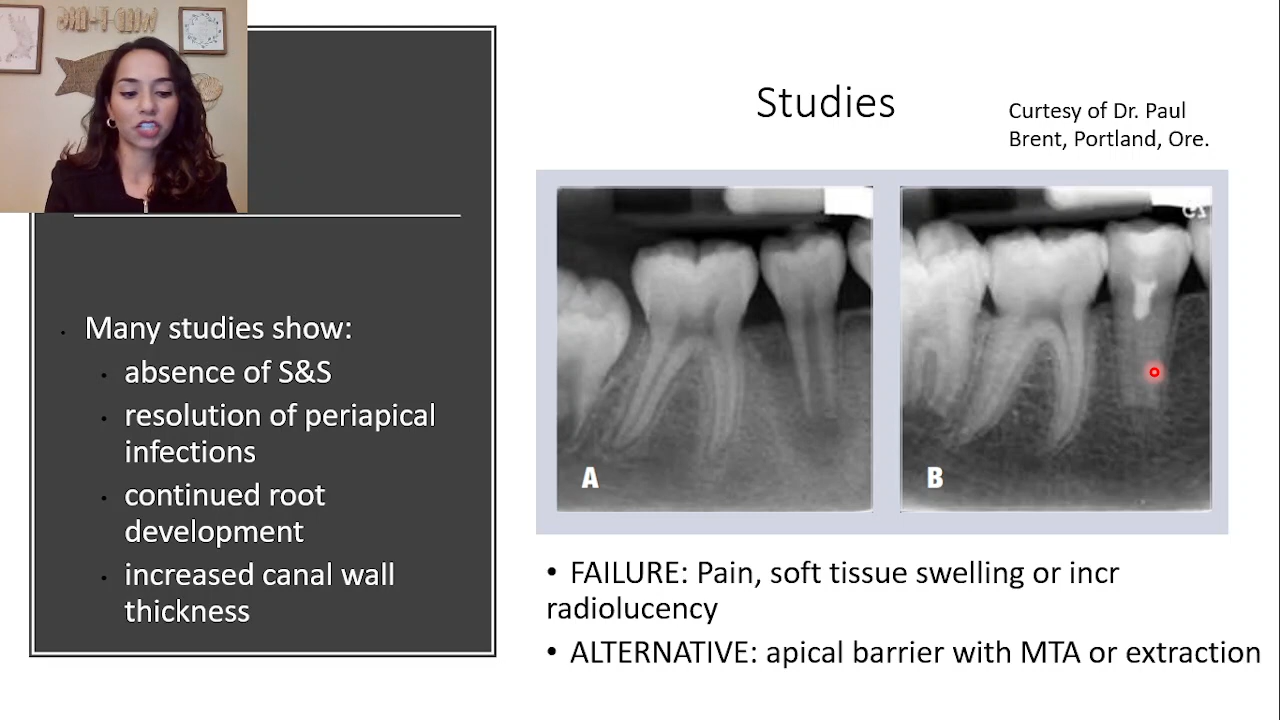 Studies
Curtesy of Dr. Paul
Brent, Portland, Ore.
• Many studies show:
• absence of S&S
• resolution of periapical
infections
• continued root
development
• increased canal wall
thickness
A
B
• FAILURE: Pain, soft tissue swelling or incr
radiolucency
• ALTERNATIVE: apical barrier with MTA or extraction